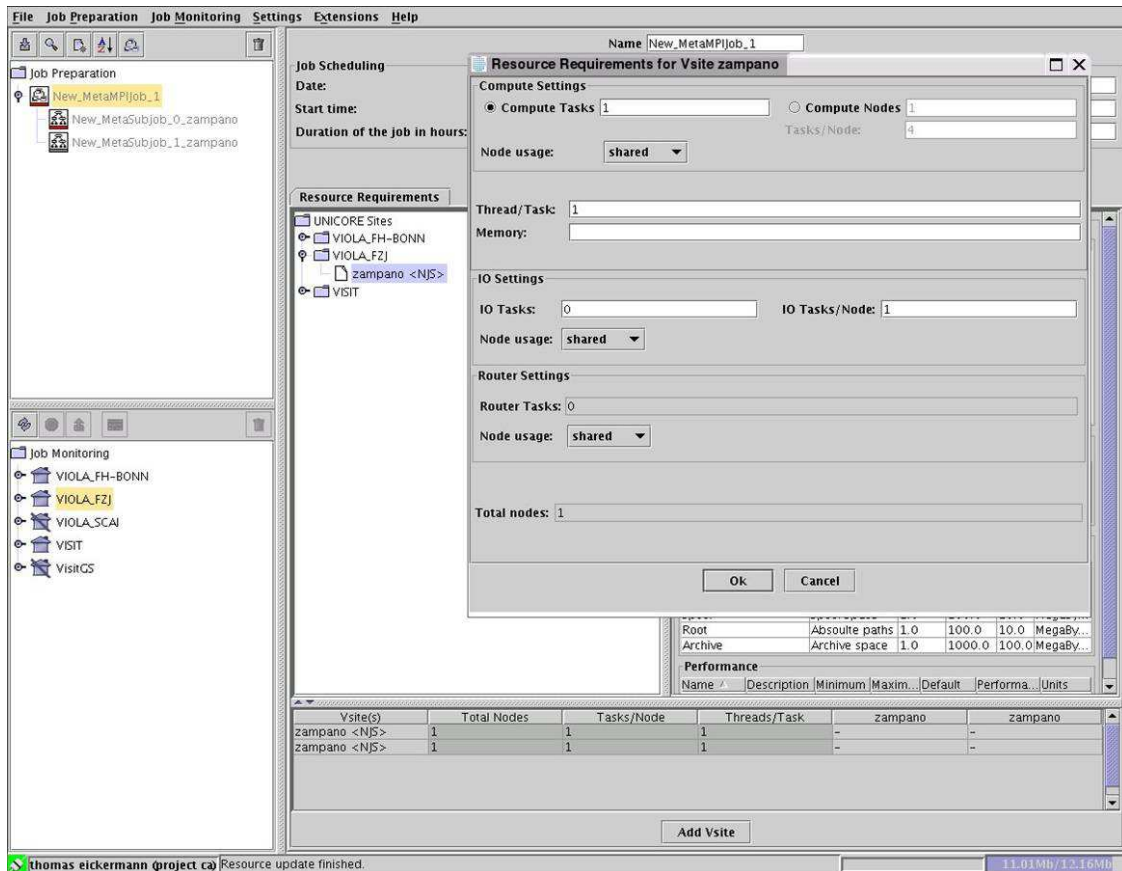 File Job Preparation Job Monitoring Settings Extensions Help
Name New_MetaMPIJob_1
Job Preparation
New_MetaMPIJob_1
New_MetaSubjob_0_zampano
New_MetaSubjob_1_zampano
Job Scheduling
Date:
Start time:
Duration of the job in hours:
Resource Requirements
UNICORE Sites
VIOLA_FH-BONN
VIOLA_FZJ
zampano <NJS>
VISIT
Resource Requirements for Vsite zampano
Compute Settings
Compute Tasks 1 Compute Nodes 1
Tasks/Node: 4
Node usage: shared
Thread/Task: 1
Memory:
IO Settings
IO Tasks: 0 IO Tasks/Node: 1
Node usage: shared
Router Settings
Router Tasks: 0
Node usage: shared
Total nodes: 1
Ok Cancel
Root Absoulte paths 1.0 100.0 10.0 MegaBy...
Archive Archive space 1.0 1000.0 100.0 MegaBy...
Performance
Name Description Minimum Maxim... Default Performa... Units
Job Monitoring
VIOLA_FH-BONN
VIOLA_FZJ
VIOLA_SCAI
VISIT
VisitGS
Vsite(s) Total Nodes Tasks/Node Threads/Task zampano zampano
zampano <NJS> 1 1 1 - -
zampano <NJS> 1 1 1 - -
Add Vsite
thomas eickermann (project ca) Resource update finished. 11.01Mb/12.16Mb